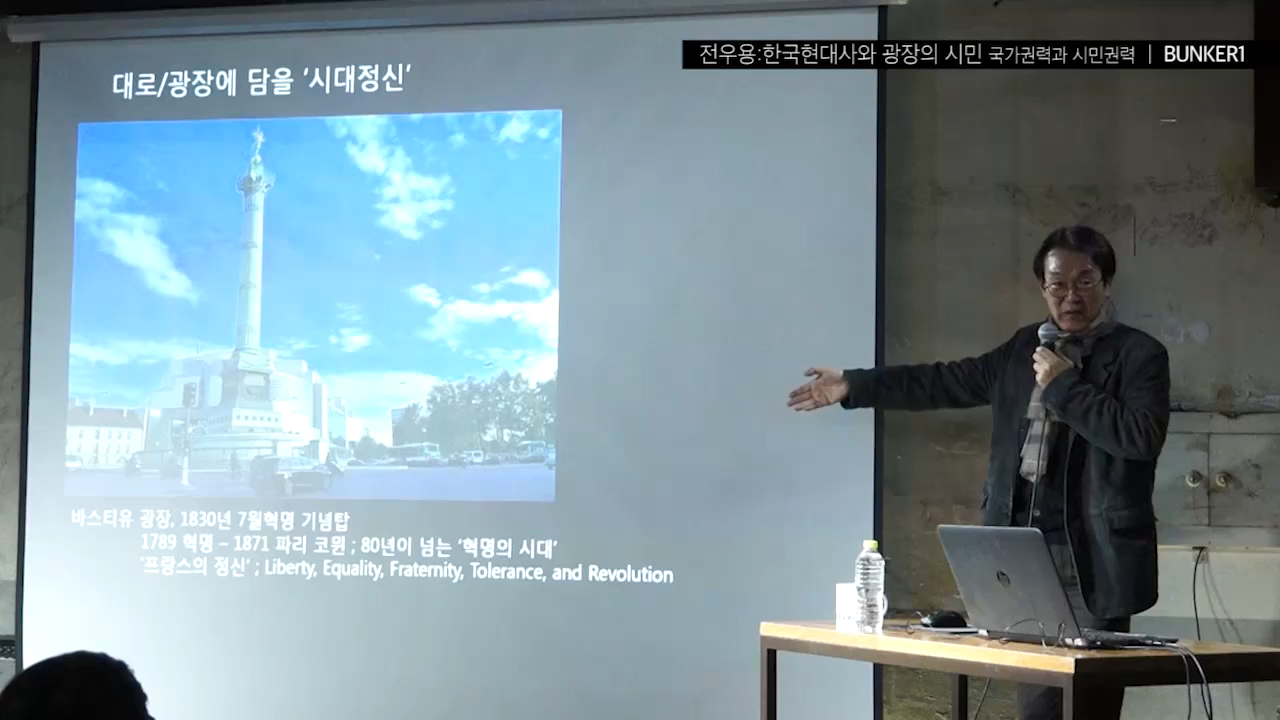 전우용:한국현대사와 광장의 시민 국가권력과 시민권력 | BUNKER1
대로/광장에 담을 '시대정신'
바스티유 광장, 1830년 7월혁명 기념탑
1789 혁명 – 1871 파리 코뮌 ; 80년이 넘는 '혁명의 시대'
'프랑스의 정신' ; Liberty, Equality, Fraternity, Tolerance, and Revolution
hp